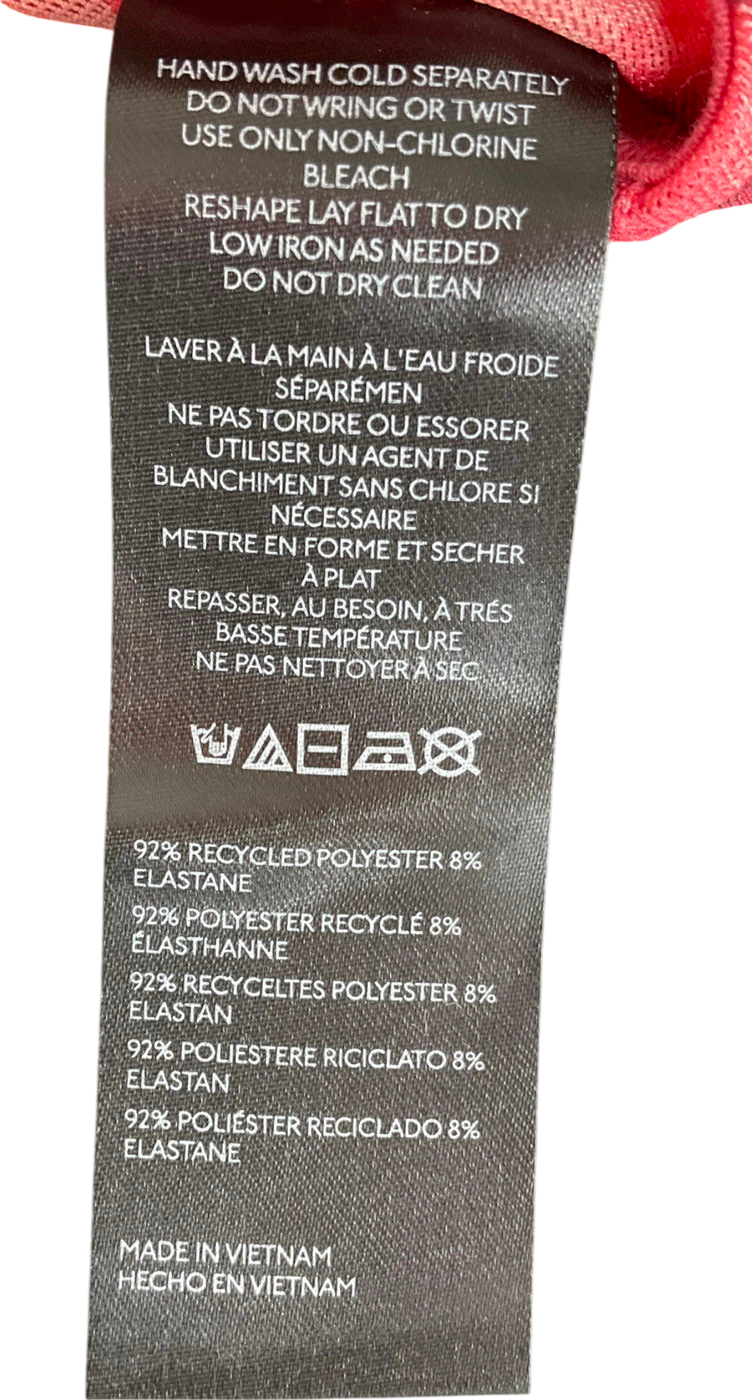 HAND WASH COLD SEPARATELY
DO NOT WRING OR TWIST
USE ONLY NON-CHLORINE
BLEACH
RESHAPE LAY FLAT TO DRY
LOW IRON AS NEEDED
DO NOT DRY CLEAN
LAVER À LA MAIN À L'EAU FROIDE
SÉPARÉMEN
NE PAS TORDRE OU ESSORER
UTILISER UN AGENT DE
BLANCHIMENT SANS CHLORE SI
NÉCESSAIRE
METTRE EN FORME ET SECHER
À PLAT
REPASSER, AU BESOIN, À TRÉS
BASSE TEMPÉRATURE
NE PAS NETTOYER À SEC
92% RECYCLED POLYESTER 8%
ELASTANE
92% POLYESTER RECYCLÉ 8%
ÉLASTHANNE
92% RECYCELTES POLYESTER 8%
ELASTAN
92% POLIESTERE RICICLATO 8%
ELASTAN
92% POLIÉSTER RECICLADO 8%
ELASTANE
MADE IN VIETNAM
HECHO EN VIETNAM